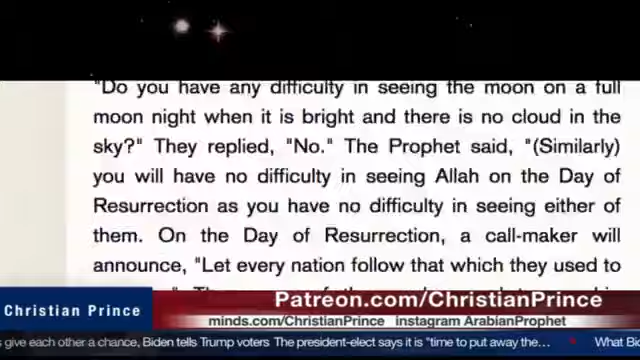 "Do you have any difficulty in seeing the moon on a full
moon night when it is bright and there is no cloud in the
sky?" They replied, "No." The Prophet said, "(Similarly)
you will have no difficulty in seeing Allah on the Day of
Resurrection as you have no difficulty in seeing either of
them. On the Day of Resurrection, a call-maker will
announce, "Let every nation follow that which they used to
Patreon.com/ChristianPrince
Christian Prince
minds.com/ChristianPrince instagram ArabianProphet
give each other a chance, Biden tells Trump voters The president-elect says it is "time to put away the... • What Bi